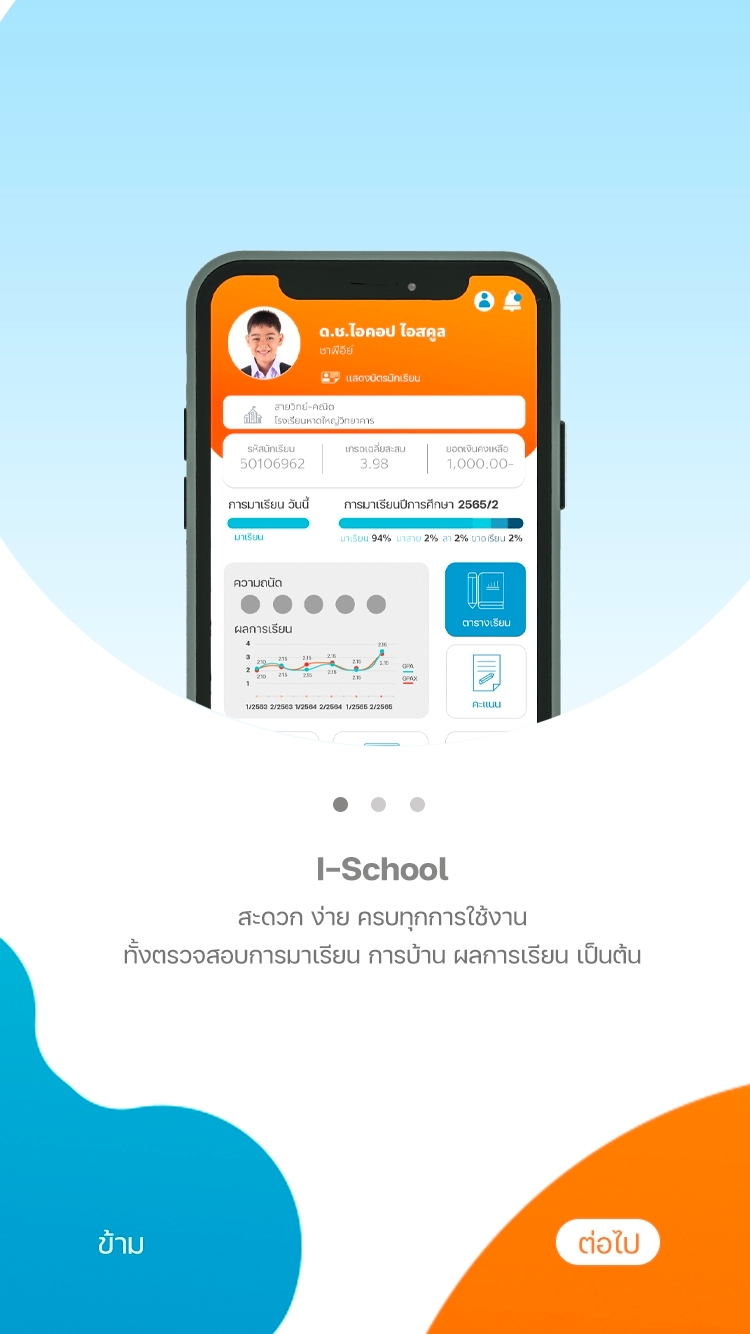 ด.ช.ไอคอป ไอสคูล
ชาฟีอีย์
แสดงบัตรนักเรียน
สายวิทย์-คณิต
โรงเรียนหาดใหญ่วิทยาคาร
รหัสนักเรียน เกรดเฉลี่ยสะสม ยอดเงินคงเหลือ
50106962 3.98 1,000.00-
การมาเรียน วันนี้ การมาเรียนปีการศึกษา 2565/2
มาเรียน มาเรียน 94% มาสาย 2% ลา 2% ขาดเรียน 2%
ความถนัด
ตารางเรียน
ผลการเรียน
4
3
2
1
2.10 2.15 2.15 2.15 2.15 2.15
2.10 2.15 2.15 2.15 2.15
GPA
GPAX
1/2563 2/2563 1/2564 2/2564 1/2565 2/2565
คะแนน
I-School
สะดวก ง่าย ครบทุกการใช้งาน
ทั้งตรวจสอบการมาเรียน การบ้าน ผลการเรียน เป็นต้น
ข้าม
ต่อไป